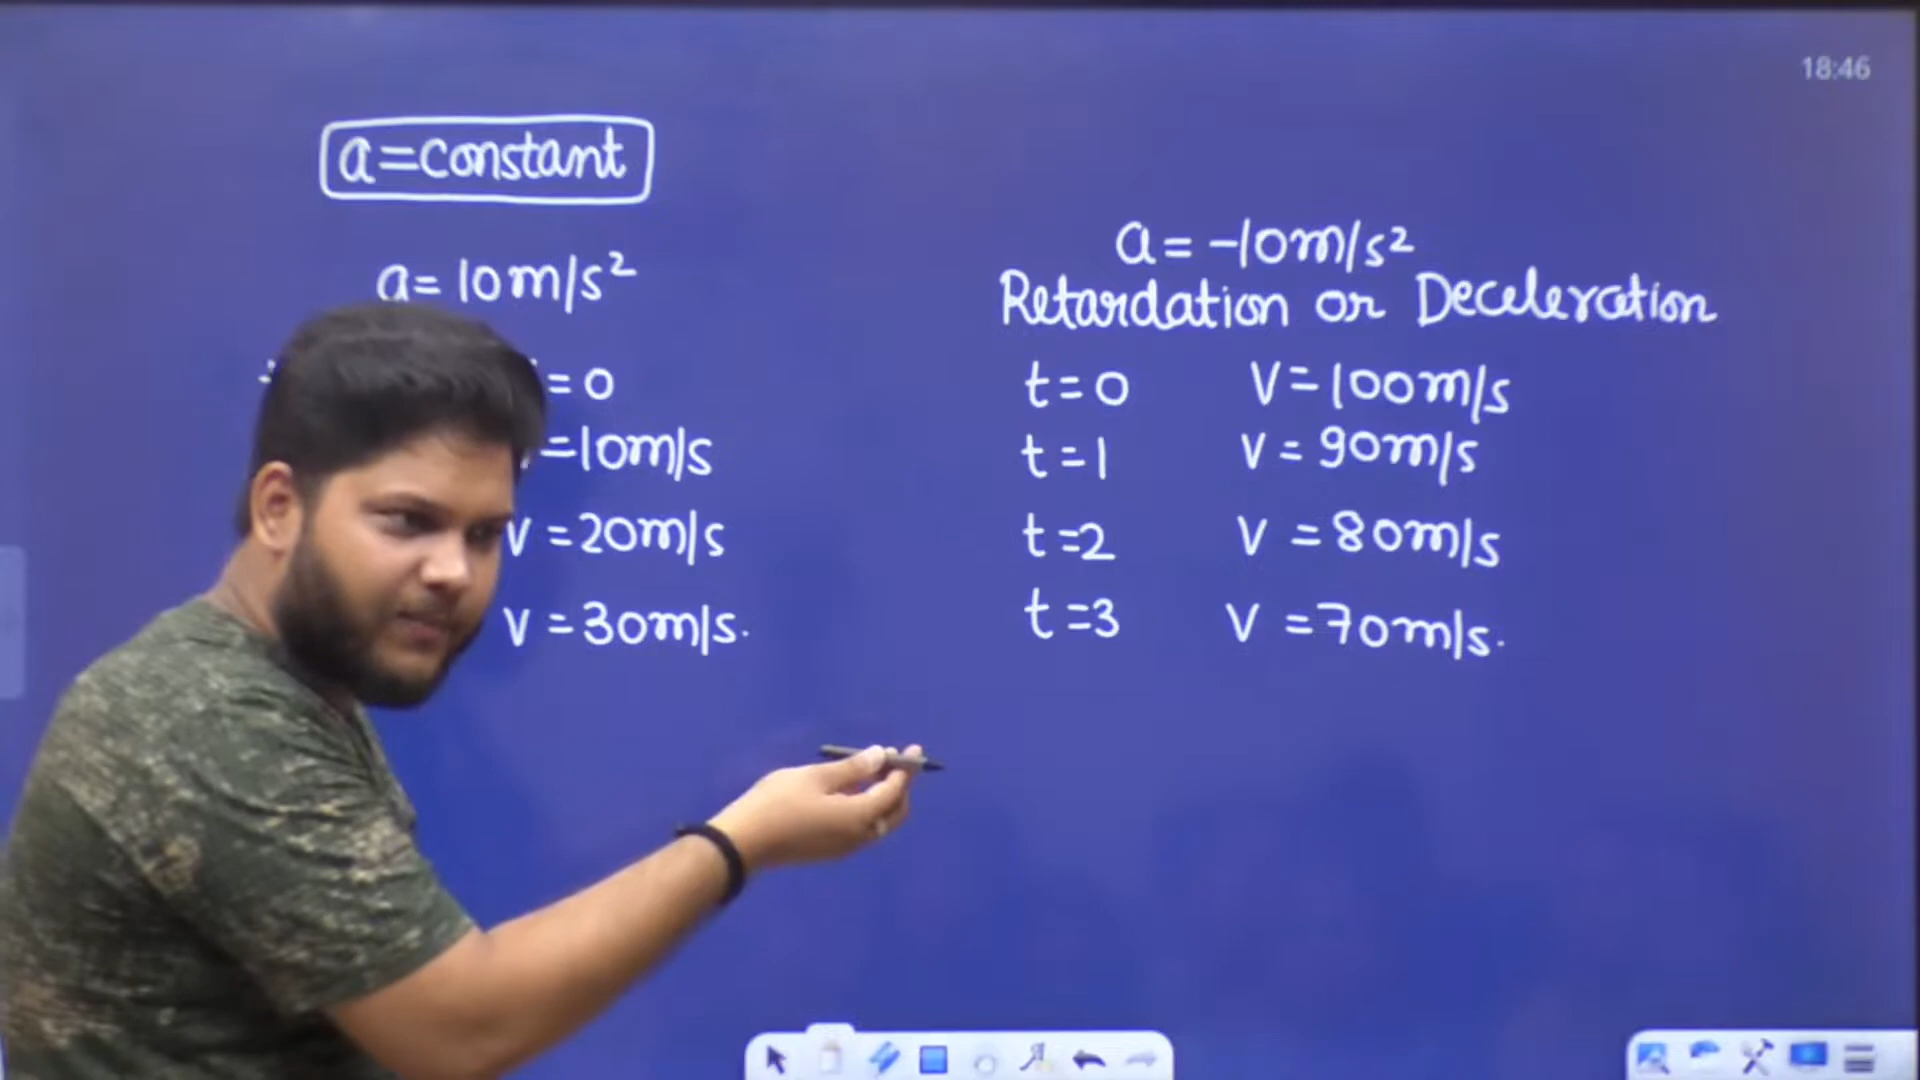 18:46
a=constant
a=10m/s²
=0
=10m/s
V=20m/s
V=30m/s.
a=-10m/s²
Retardation or Deceleration
t=0 V=100m/s
t=1 V=90m/s
t=2 V=80m/s
t=3 V=70m/s.